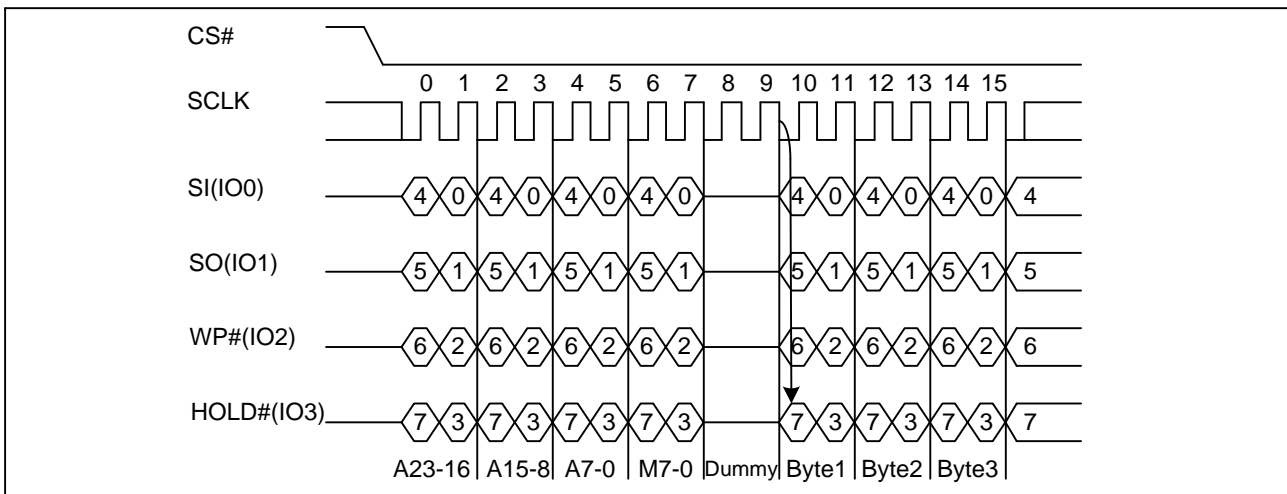 CS#
0 1 2 3 4 5 6 7 8 9 10 11 12 13 14 15
SCLK
SI(IO0) 4 0 4 0 4 0 4 0 4 0 4 0 4 0 4
SO(IO1) 5 1 5 1 5 1 5 1 5 1 5 1 5 1 5
WP#(IO2) 6 2 6 2 6 2 6 2 6 2 6 2 6 2 6
HOLD#(IO3) 7 3 7 3 7 3 7 3 7 3 7 3 7 3 7
A23-16 A15-8 A7-0 M7-0 Dummy Byte1 Byte2 Byte3